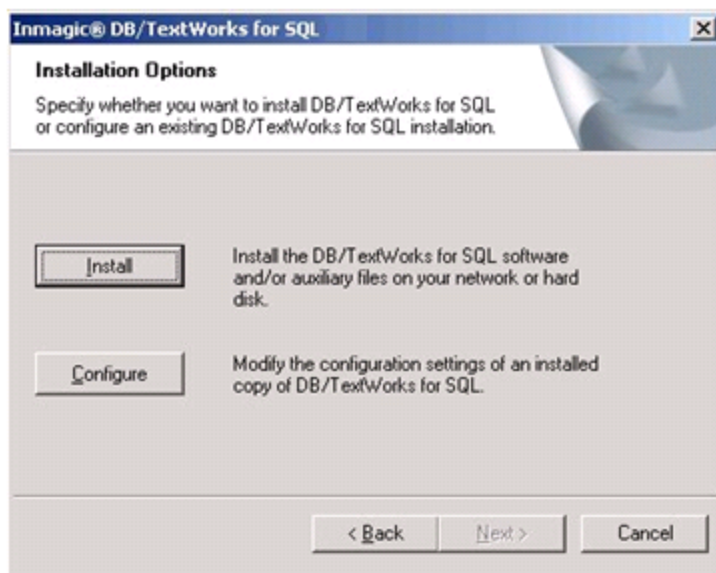 Inmagic® DB/TextWorks for SQL
Installation Options
Specify whether you want to install DB/TextWorks for SQL
or configure an existing DB/TextWorks for SQL installation.
Install
Install the DB/TextWorks for SQL software
and/or auxiliary files on your network or hard
disk.
Configure
Modify the configuration settings of an installed
copy of DB/TextWorks for SQL.
< Back
Next >
Cancel